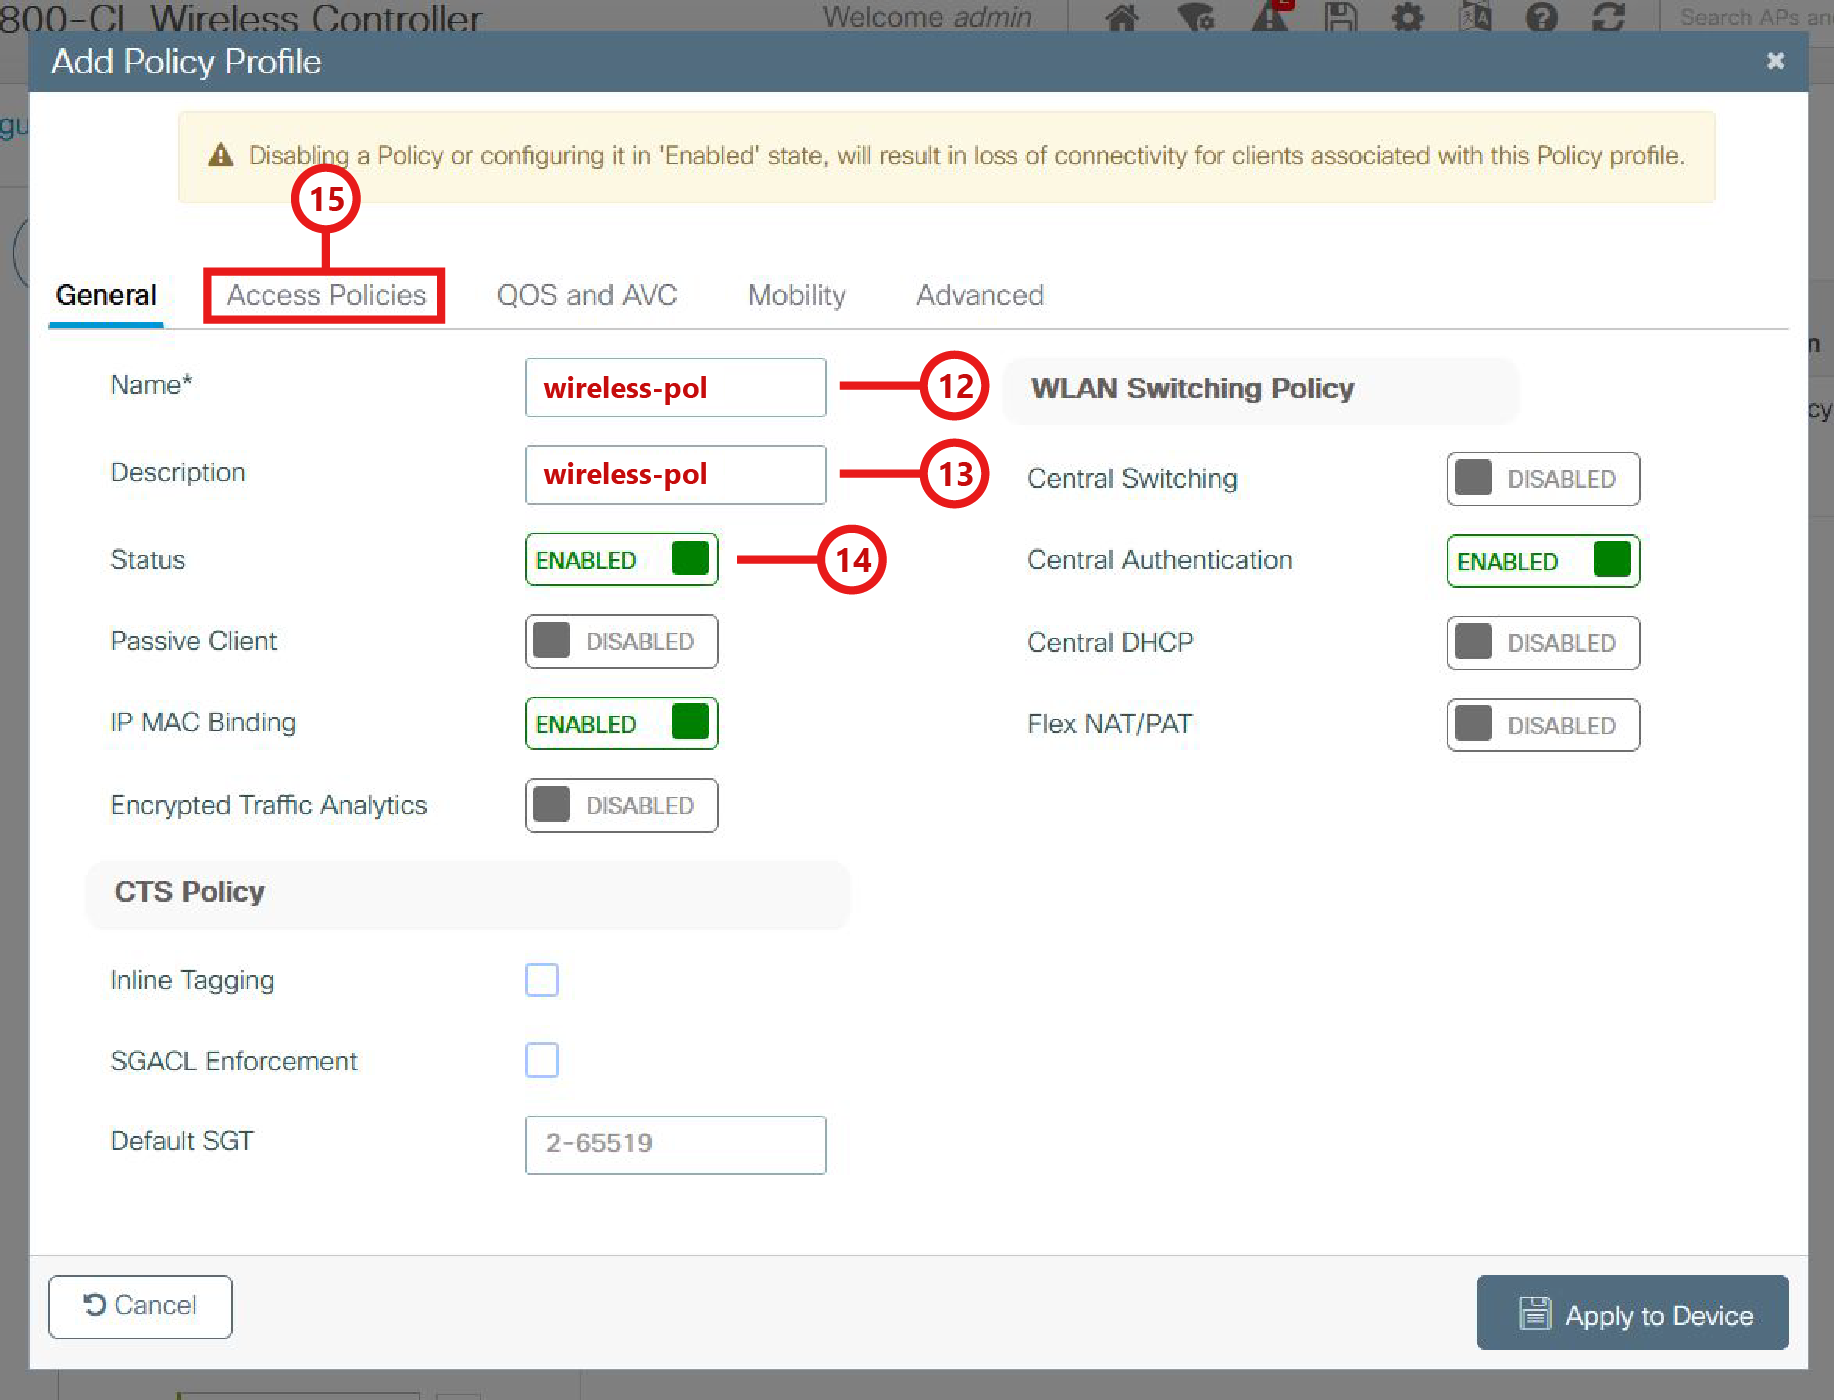 800-CL Wireless Controller
Welcome admin
Search APs and
Add Policy Profile
Disabling a Policy or configuring it in 'Enabled' state, will result in loss of connectivity for clients associated with this Policy profile.
15
General
Access Policies
QOS and AVC
Mobility
Advanced
Name*
wireless-pol
12
Description
wireless-pol
13
Status
ENABLED
14
Passive Client
DISABLED
IP MAC Binding
ENABLED
Encrypted Traffic Analytics
DISABLED
CTS Policy
Inline Tagging
SGACL Enforcement
Default SGT
2-65519
WLAN Switching Policy
Central Switching
DISABLED
Central Authentication
ENABLED
Central DHCP
DISABLED
Flex NAT/PAT
DISABLED
Cancel
Apply to Device